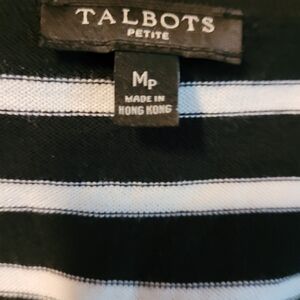 TALBOTS
PETITE
MP
MADE IN
HONG KONG